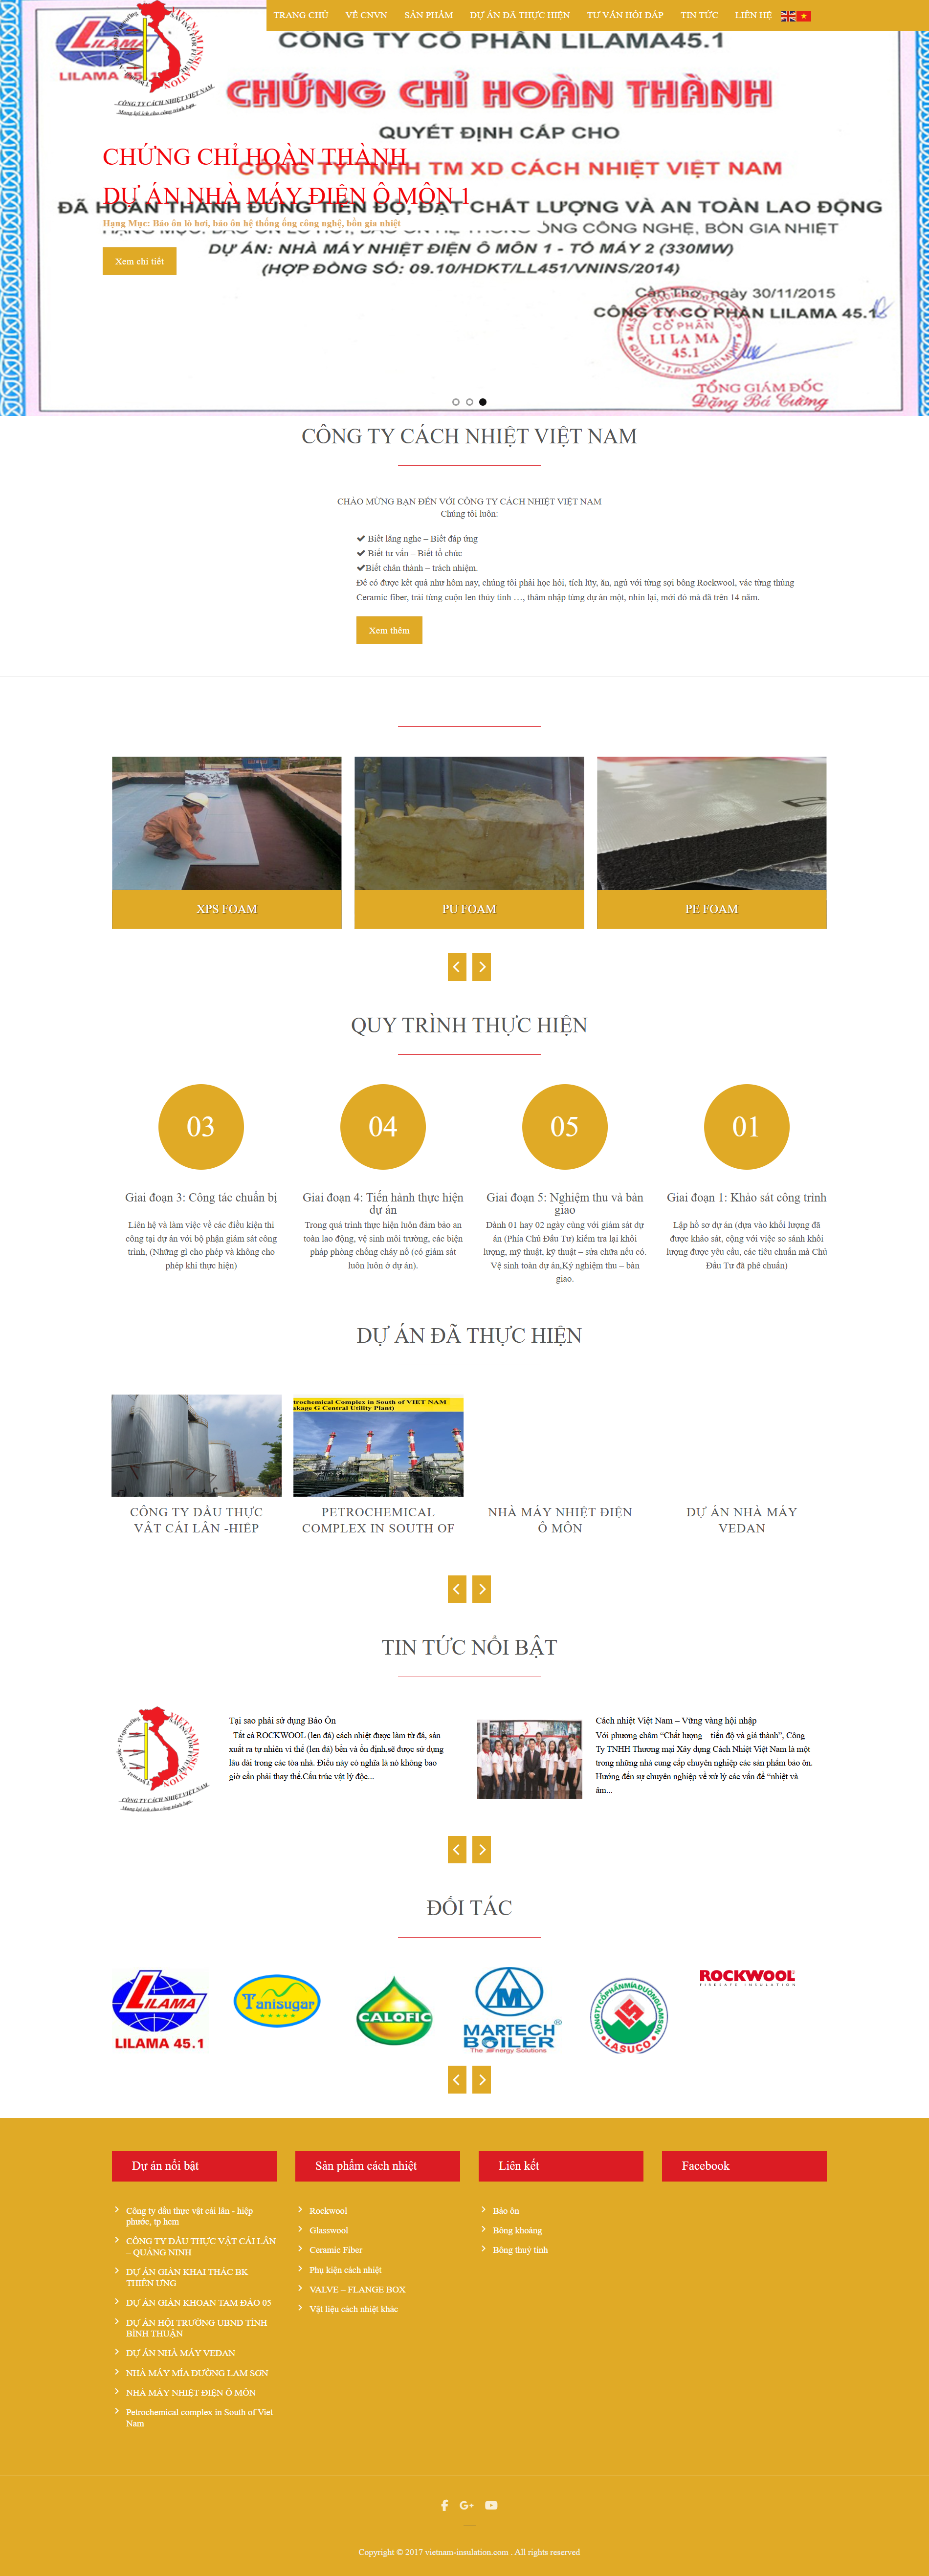 TRANG CHỦ VỀ CNVN SẢN PHẨM DỰ ÁN ĐÃ THỰC HIỆN TƯ VẤN HỎI ĐÁP TIN TỨC LIÊN HỆ
LILAMA 45.1
VIETNAM INSULATION
CÔNG TY CÁCH NHIỆT VIỆT NAM
Mang lợi ích cho công trình bạn.
CÔNG TY CỔ PHẦN LILAMA45.1
CHỨNG CHỈ HOÀN THÀNH
QUYẾT ĐỊNH CẤP CHO
CHỨNG CHỈ HOÀN THÀNH
CÔNG TY TNHH TM XD CÁCH NHIỆT VIỆT NAM
DỰ ÁN NHÀ MÁY ĐIỆN Ô MÔN 1
ĐÃ HOÀN THÀNH ĐÚNG TIẾN ĐỘ, ĐẠT CHẤT LƯỢNG VÀ AN TOÀN LAO ĐỘNG
Hạng Mục: Bảo ôn lò hơi, bảo ôn hệ thống ống công nghệ, bồn gia nhiệt
DỰ ÁN: NHÀ MÁY NHIỆT ĐIỆN Ô MÔN 1 - TỔ MÁY 2 (330MW)
Xem chi tiết
(HỢP ĐỒNG SỐ: 09.10/HDKT/LL451/VNINS/2014)
Cần Thơ, ngày 30/11/2015
CÔNG TY CỔ PHẦN LILAMA 45.1
CÔNG TY
CỔ PHẦN
LILAMA
45.1
TỔNG GIÁM ĐỐC
Đặng Bá Cường
CÔNG TY CÁCH NHIỆT VIỆT NAM
CHÀO MỪNG BẠN ĐẾN VỚI CÔNG TY CÁCH NHIỆT VIỆT NAM
Chúng tôi luôn:
Biết lắng nghe – Biết đáp ứng
Biết tư vấn – Biết tổ chức
Biết chân thành – trách nhiệm.
Để có được kết quả như hôm nay, chúng tôi phải học hỏi, tích lũy, ăn, ngủ với từng sợi bông Rockwool, vác từng thùng
Ceramic fiber, trải từng cuộn len thủy tinh …, thâm nhập từng dự án một, nhìn lại, mới đó mà đã trên 14 năm.
Xem thêm
XPS FOAM
PU FOAM
PE FOAM
QUY TRÌNH THỰC HIỆN
03
04
05
01
Giai đoạn 3: Công tác chuẩn bị
Liên hệ và làm việc về các điều kiện thi
công tại dự án với bộ phận giám sát công
trình, (Những gì cho phép và không cho
phép khi thực hiện)
Giai đoạn 4: Tiến hành thực hiện
dự án
Trong quá trình thực hiện luôn đảm bảo an
toàn lao động, vệ sinh môi trường, các biện
pháp phòng chống cháy nổ (có giám sát
luôn luôn ở dự án).
Giai đoạn 5: Nghiệm thu và bàn
giao
Dành 01 hay 02 ngày cùng với giám sát dự
án (Phía Chủ Đầu Tư) kiểm tra lại khối
lượng, mỹ thuật, kỹ thuật – sửa chữa nếu có.
Vệ sinh toàn dự án,Ký nghiệm thu – bàn
giao.
Giai đoạn 1: Khảo sát công trình
Lập hồ sơ dự án (dựa vào khối lượng đã
được khảo sát, cộng với việc so sánh khối
lượng được yêu cầu, các tiêu chuẩn mà Chủ
Đầu Tư đã phê chuẩn)
DỰ ÁN ĐÃ THỰC HIỆN
trochemical Complex in South of VIET NAM
akage G Central Utility Plant)
CÔNG TY DẦU THỰC
VẬT CÁI LÂN -HIỆP
PETROCHEMICAL
COMPLEX IN SOUTH OF
NHÀ MÁY NHIỆT ĐIỆN
Ô MÔN
DỰ ÁN NHÀ MÁY
VEDAN
TIN TỨC NỔI BẬT
VIETNAM INSULATION
CÔNG TY CÁCH NHIỆT VIỆT NAM
Mang lợi ích cho công trình bạn.
Tại sao phải sử dụng Bảo Ôn
Tất cả ROCKWOOL (len đá) cách nhiệt được làm từ đá, sản
xuất ra tự nhiên vì thế (len đá) bền và ổn định,sẽ được sử dụng
lâu dài trong các tòa nhà. Điều này có nghĩa là nó không bao
giờ cần phải thay thế.Cấu trúc vật lý độc...
Cách nhiệt Việt Nam – Vững vàng hội nhập
Với phương châm “Chất lượng – tiến độ và giá thành”, Công
Ty TNHH Thương mại Xây dựng Cách Nhiệt Việt Nam là một
trong những nhà cung cấp chuyên nghiệp các sản phẩm bảo ôn.
Hướng đến sự chuyên nghiệp về xử lý các vấn đề “nhiệt và
âm...
ĐỐI TÁC
LILAMA
LILAMA 45.1
Tanisugar
CALOFIC
MARTECH
BOILER
The Energy Solutions
CÔNG TY CỔ PHẦN MÍA ĐƯỜNG LAM SƠN
LASUCO
ROCKWOOL
FIRESAFE INSULATION
Dự án nổi bật
Công ty dầu thực vật cái lân - hiệp
phước, tp hcm
CÔNG TY DẦU THỰC VẬT CÁI LÂN
– QUẢNG NINH
DỰ ÁN GIÀN KHAI THÁC BK
THIÊN ƯNG
DỰ ÁN GIÀN KHOAN TAM ĐẢO 05
DỰ ÁN HỘI TRƯỜNG UBND TỈNH
BÌNH THUẬN
DỰ ÁN NHÀ MÁY VEDAN
NHÀ MÁY MÍA ĐƯỜNG LAM SƠN
NHÀ MÁY NHIỆT ĐIỆN Ô MÔN
Petrochemical complex in South of Viet
Nam
Sản phẩm cách nhiệt
Rockwool
Glasswool
Ceramic Fiber
Phụ kiện cách nhiệt
VALVE – FLANGE BOX
Vật liệu cách nhiệt khác
Liên kết
Bảo ôn
Bông khoáng
Bông thuỷ tinh
Facebook
Copyright © 2017 vietnam-insulation.com . All rights reserved